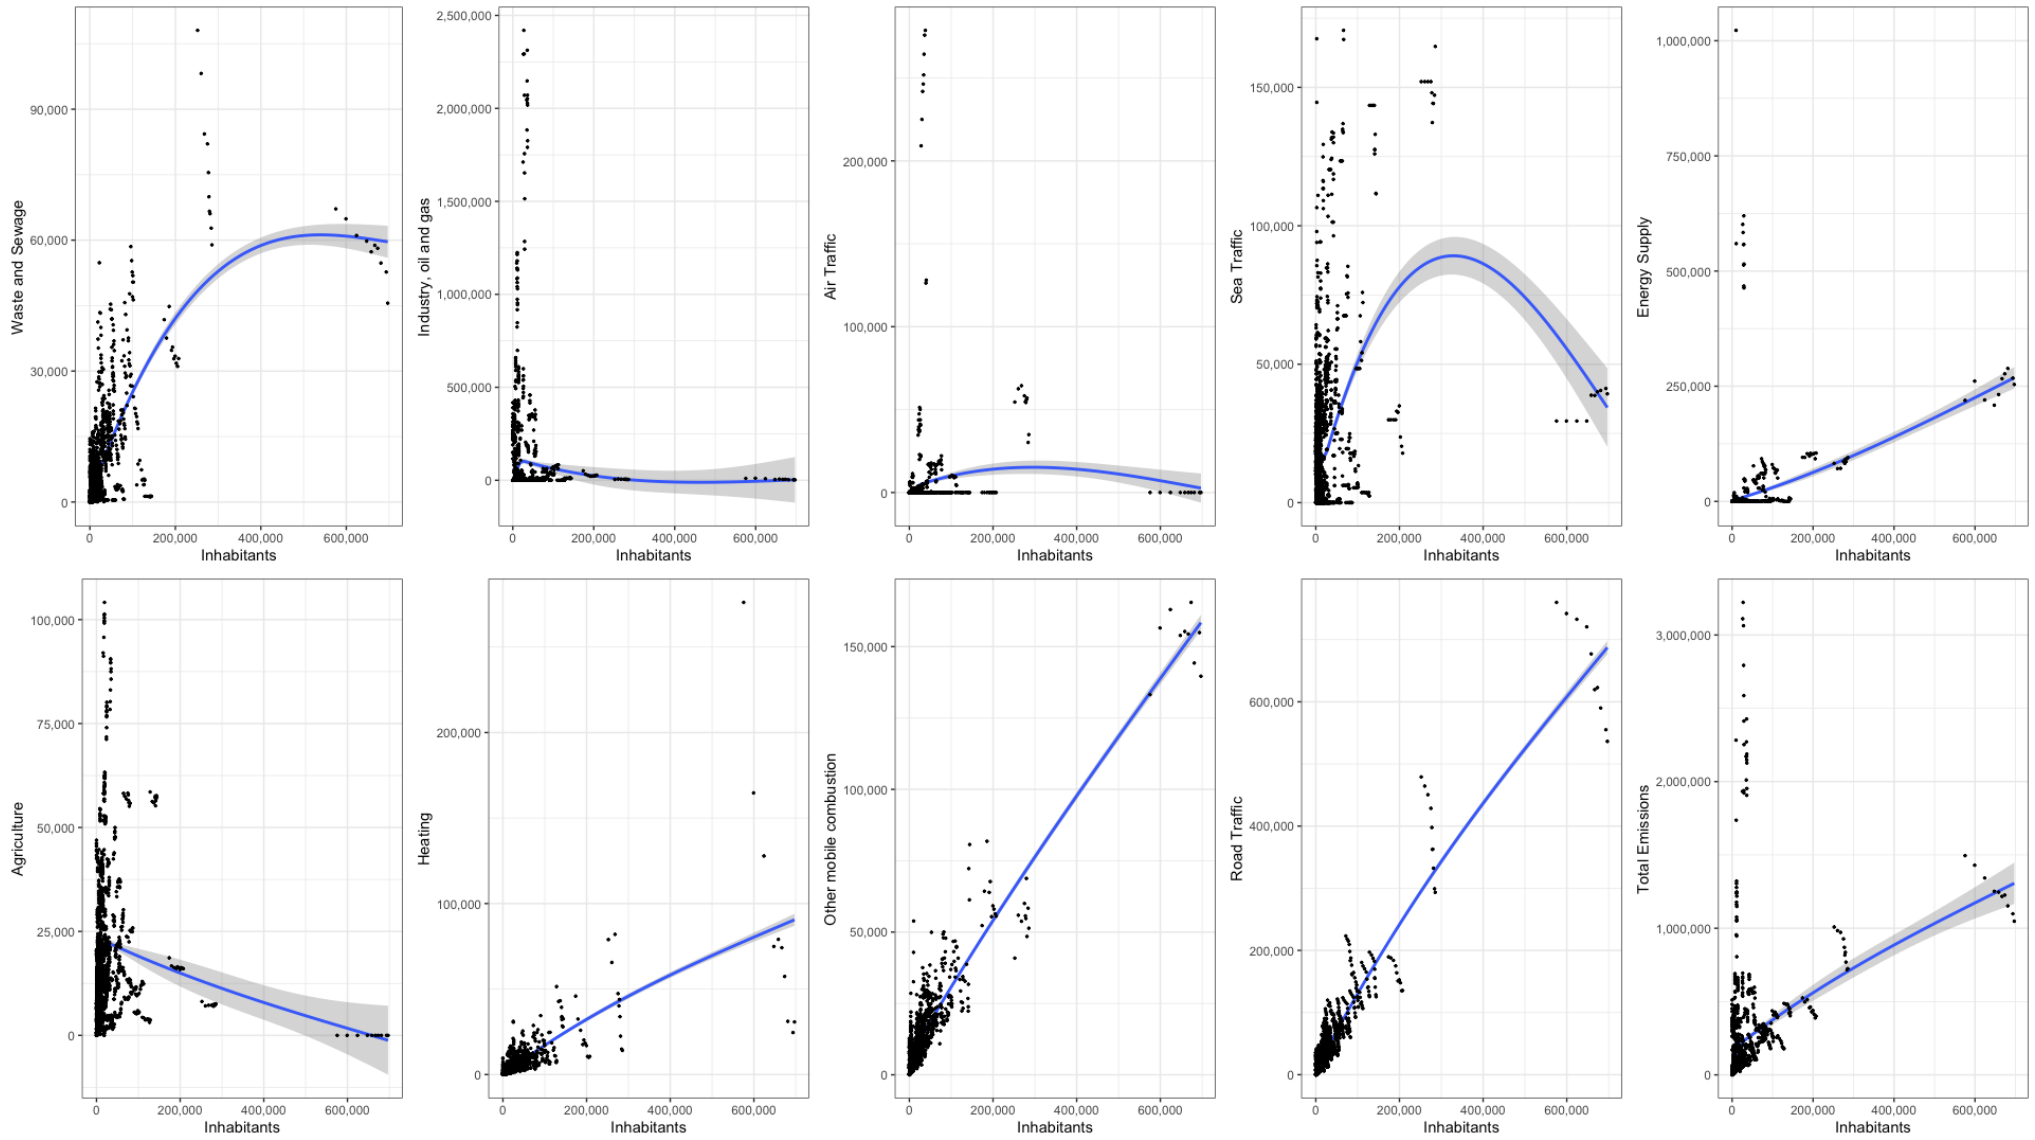 Waste and Sewage
90,000
60,000
30,000
0
0 200,000 400,000 600,000
Inhabitants
Industry, oil and gas
2,500,000
2,000,000
1,500,000
1,000,000
500,000
0
0 200,000 400,000 600,000
Inhabitants
Air Traffic
200,000
100,000
0
0 200,000 400,000 600,000
Inhabitants
Sea Traffic
150,000
100,000
50,000
0
0 200,000 400,000 600,000
Inhabitants
Energy Supply
1,000,000
750,000
500,000
250,000
0
0 200,000 400,000 600,000
Inhabitants
Agriculture
100,000
75,000
50,000
25,000
0
0 200,000 400,000 600,000
Inhabitants
Heating
200,000
100,000
0
0 200,000 400,000 600,000
Inhabitants
Other mobile combustion
150,000
100,000
50,000
0
0 200,000 400,000 600,000
Inhabitants
Road Traffic
600,000
400,000
200,000
0
0 200,000 400,000 600,000
Inhabitants
Total Emissions
3,000,000
2,000,000
1,000,000
0
0 200,000 400,000 600,000
Inhabitants